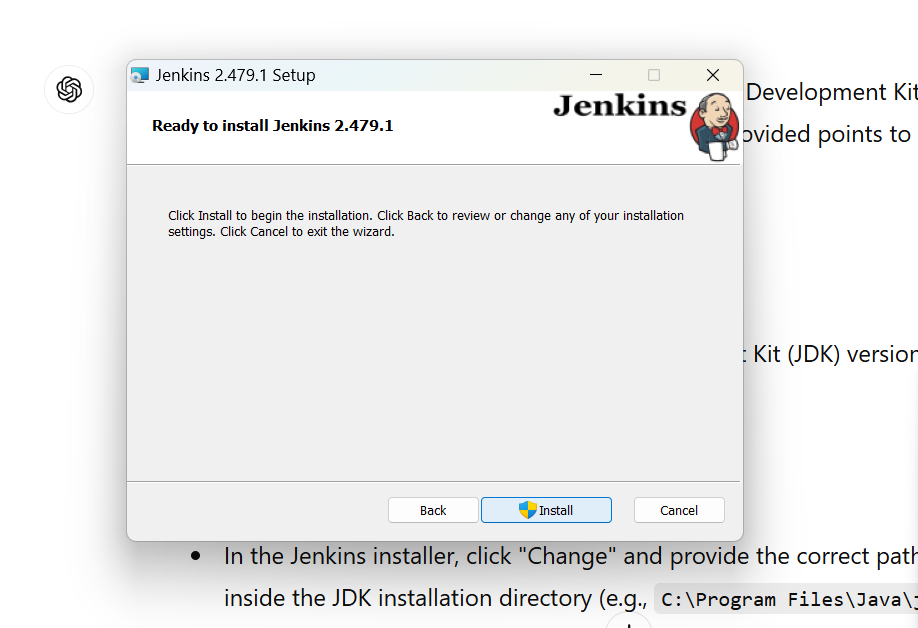 Jenkins 2.479.1 Setup
Jenkins
Ready to install Jenkins 2.479.1
Development Kit
ovided points to
Click Install to begin the installation. Click Back to review or change any of your installation
settings. Click Cancel to exit the wizard.
Kit (JDK) version
Back
Install
Cancel
In the Jenkins installer, click "Change" and provide the correct path
inside the JDK installation directory (e.g., C:\Program Files\Java\j